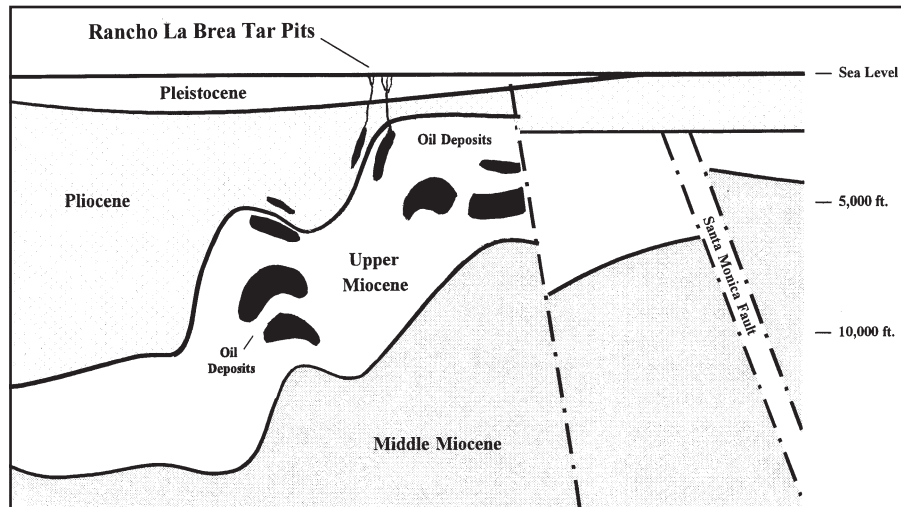 Rancho La Brea Tar Pits
Sea Level
Pleistocene
Oil Deposits
Pliocene
5,000 ft.
Santa Monica Fault
Upper
Miocene
10,000 ft.
Oil
Deposits
Middle Miocene